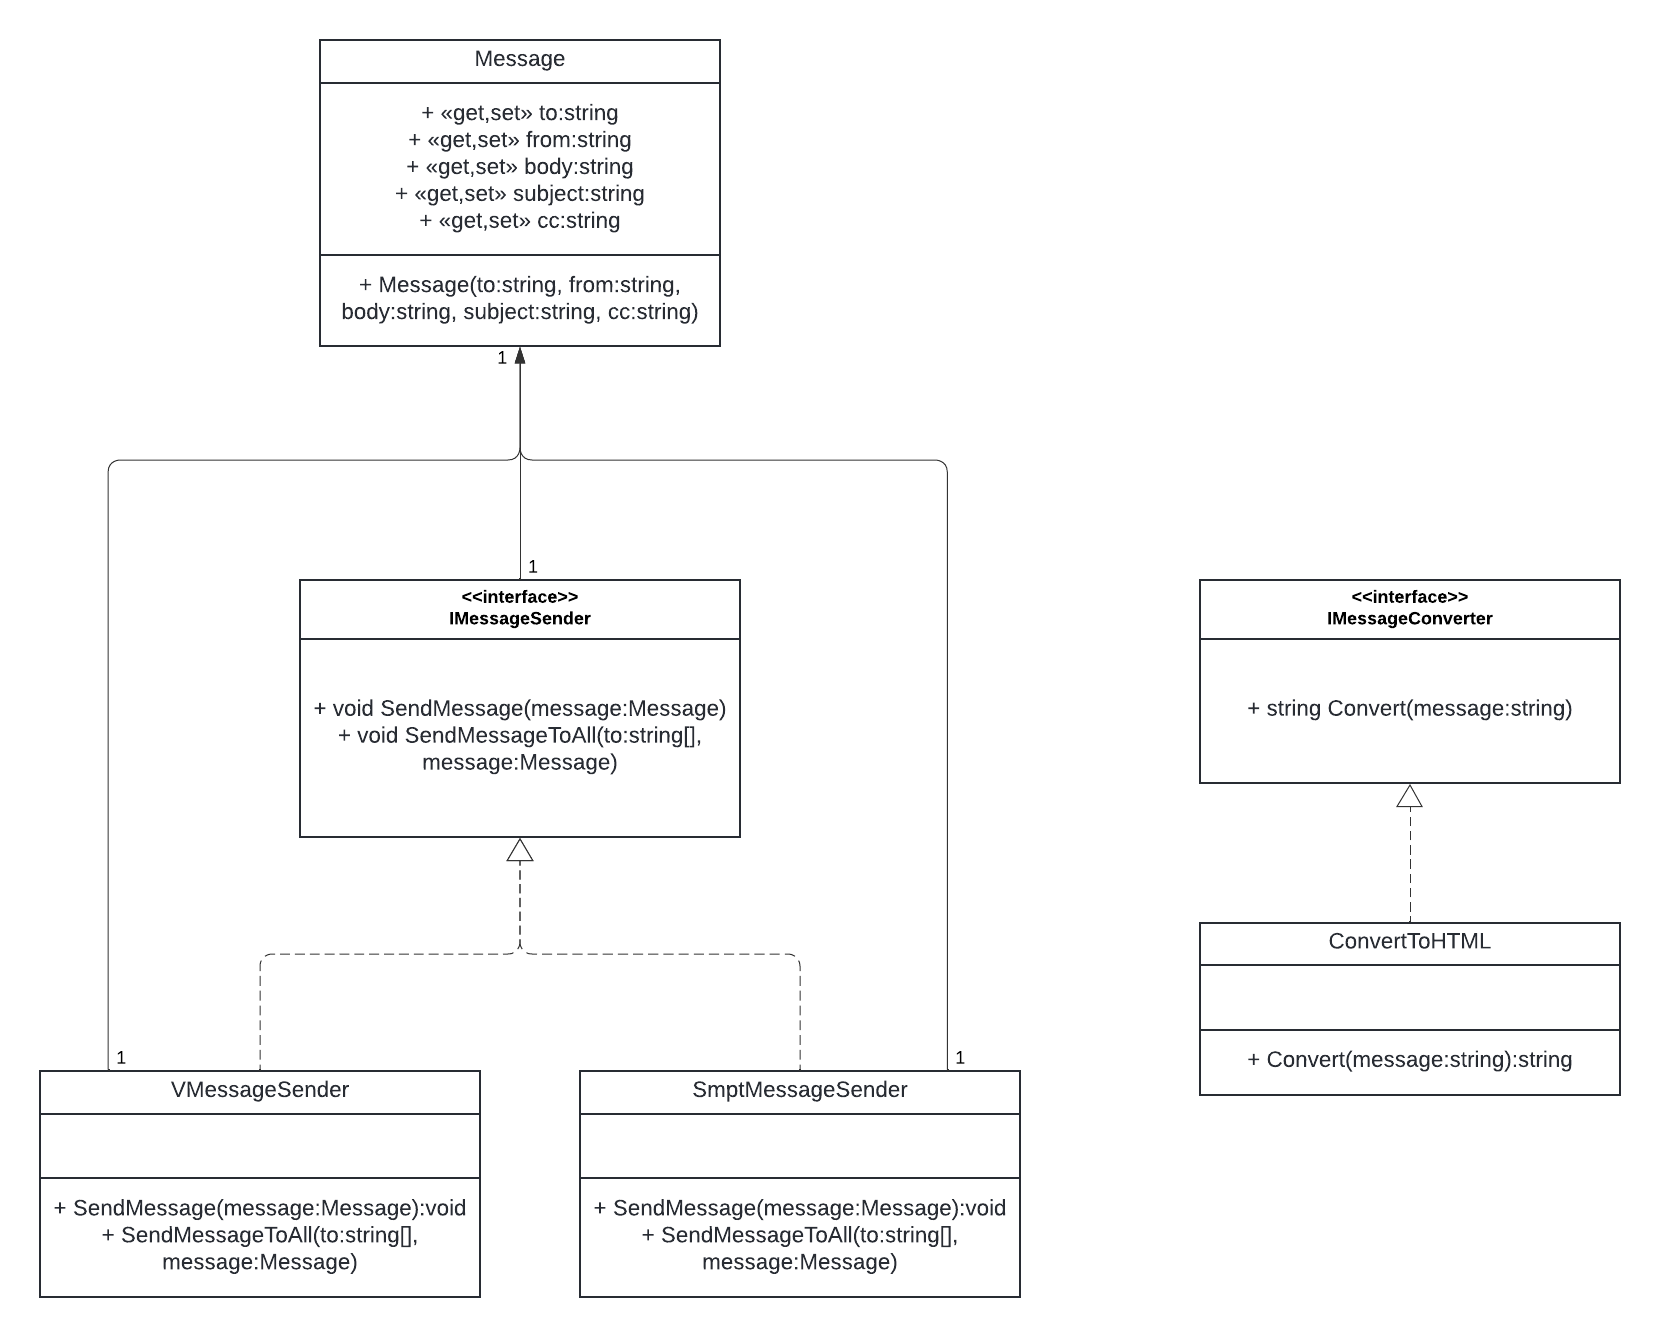 Message
+ «get,set» to:string
+ «get,set» from:string
+ «get,set» body:string
+ «get,set» subject:string
+ «get,set» cc:string
+ Message(to:string, from:string,
body:string, subject:string, cc:string)
1
1
<<interface>>
IMessageSender
+ void SendMessage(message:Message)
+ void SendMessageToAll(to:string[],
message:Message)
<<interface>>
IMessageConverter
+ string Convert(message:string)
ConvertToHTML
+ Convert(message:string):string
1
VMessageSender
+ SendMessage(message:Message):void
+ SendMessageToAll(to:string[],
message:Message)
1
SmptMessageSender
+ SendMessage(message:Message):void
+ SendMessageToAll(to:string[],
message:Message)